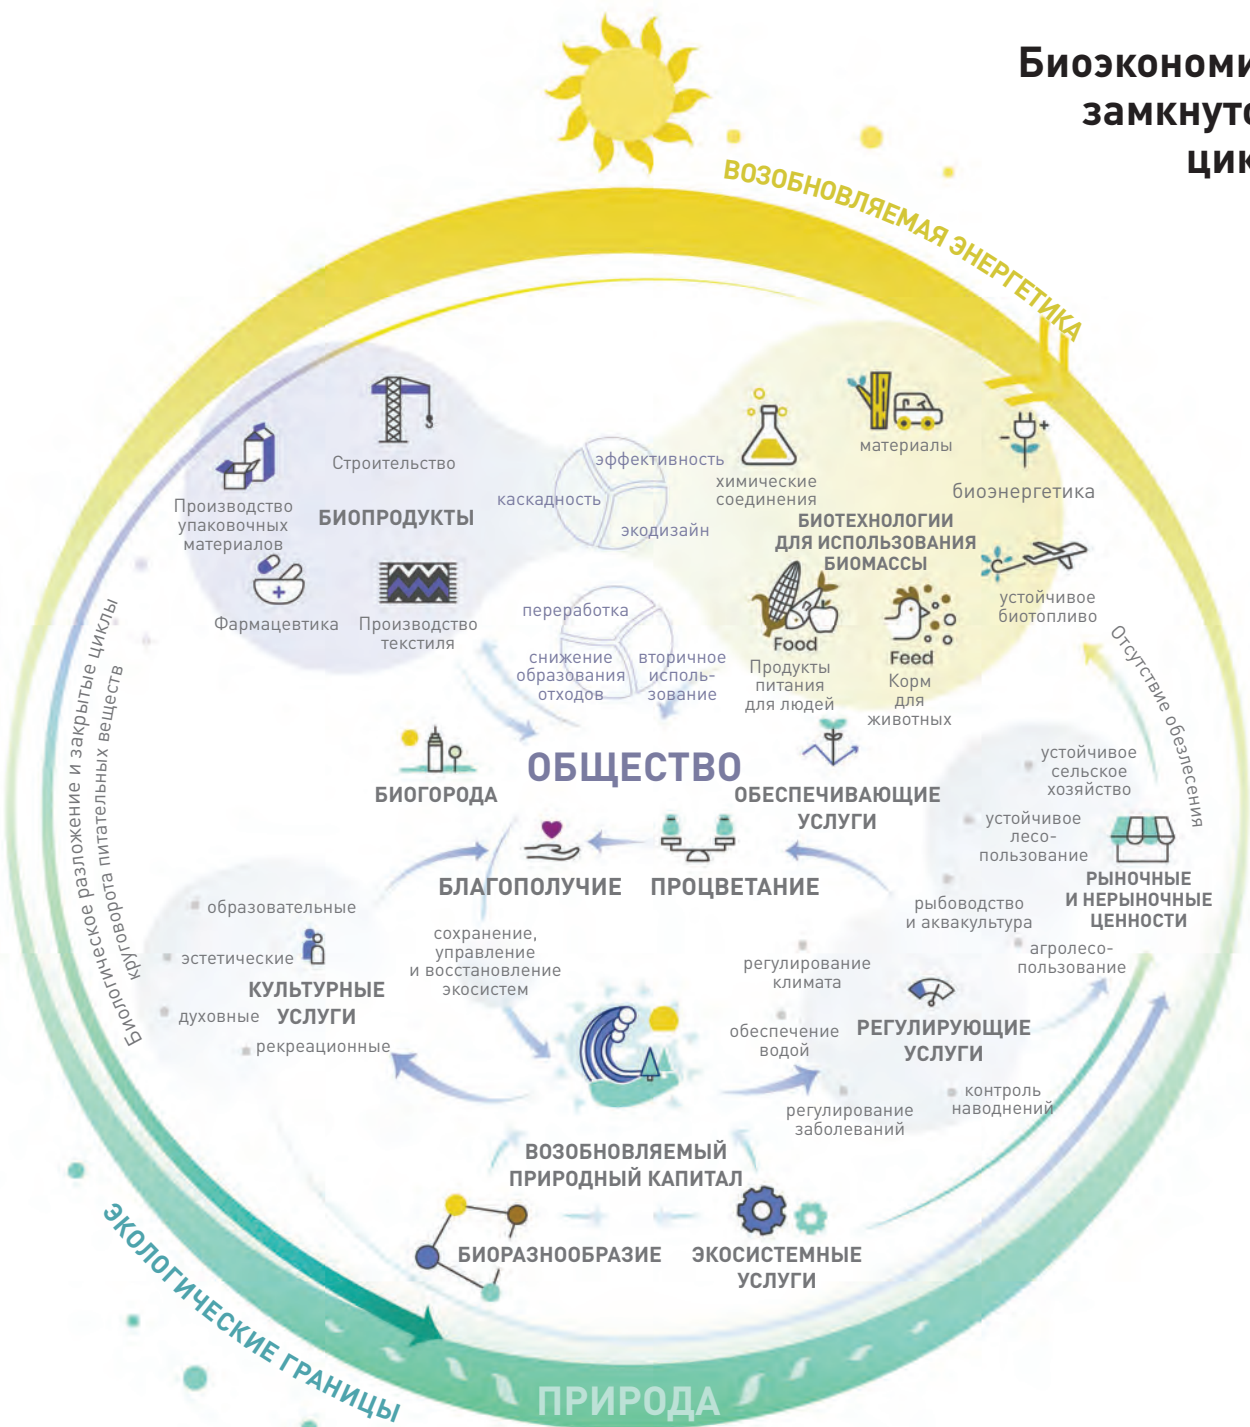 Биоэкономи
замкнуто
цик
ВОЗОБНОВЛЯЕМАЯ ЭНЕРГЕТИКА
Строительство
Производство
упаковочных
материалов
БИОПРОДУКТЫ
Фармацевтика
Производство
текстиля
эффективность
каскадность
экодизайн
материалы
химические
соединения
биоэнергетика
БИОТЕХНОЛОГИИ
ДЛЯ ИСПОЛЬЗОВАНИЯ
БИОМАССЫ
устойчивое
биотопливо
Food
Продукты
питания
для людей
Feed
Корм
для
животных
переработка
снижение
образования
отходов
вторичное
исполь-
зование
Отсутствие обезлесения
Биологическое разложение и закрытые циклы
круговорота питательных веществ
ОБЩЕСТВО
БИОГОРОДА
ОБЕСПЕЧИВАЮЩИЕ
УСЛУГИ
устойчивое
сельское
хозяйство
устойчивое
лесо-
пользование
РЫНОЧНЫЕ
И НЕРЫНОЧНЫЕ
ЦЕННОСТИ
рыбоводство
и аквакультура
агролесо-
пользование
БЛАГОПОЛУЧИЕ
ПРОЦВЕТАНИЕ
образовательные
эстетические
КУЛЬТУРНЫЕ
УСЛУГИ
духовные
рекреационные
сохранение,
управление
и восстановление
экосистем
регулирование
климата
обеспечение
водой
РЕГУЛИРУЮЩИЕ
УСЛУГИ
регулирование
заболеваний
контроль
наводнений
ВОЗОБНОВЛЯЕМЫЙ
ПРИРОДНЫЙ КАПИТАЛ
БИОРАЗНООБРАЗИЕ
ЭКОСИСТЕМНЫЕ
УСЛУГИ
ЭКОЛОГИЧЕСКИЕ ГРАНИЦЫ
ПРИРОДА